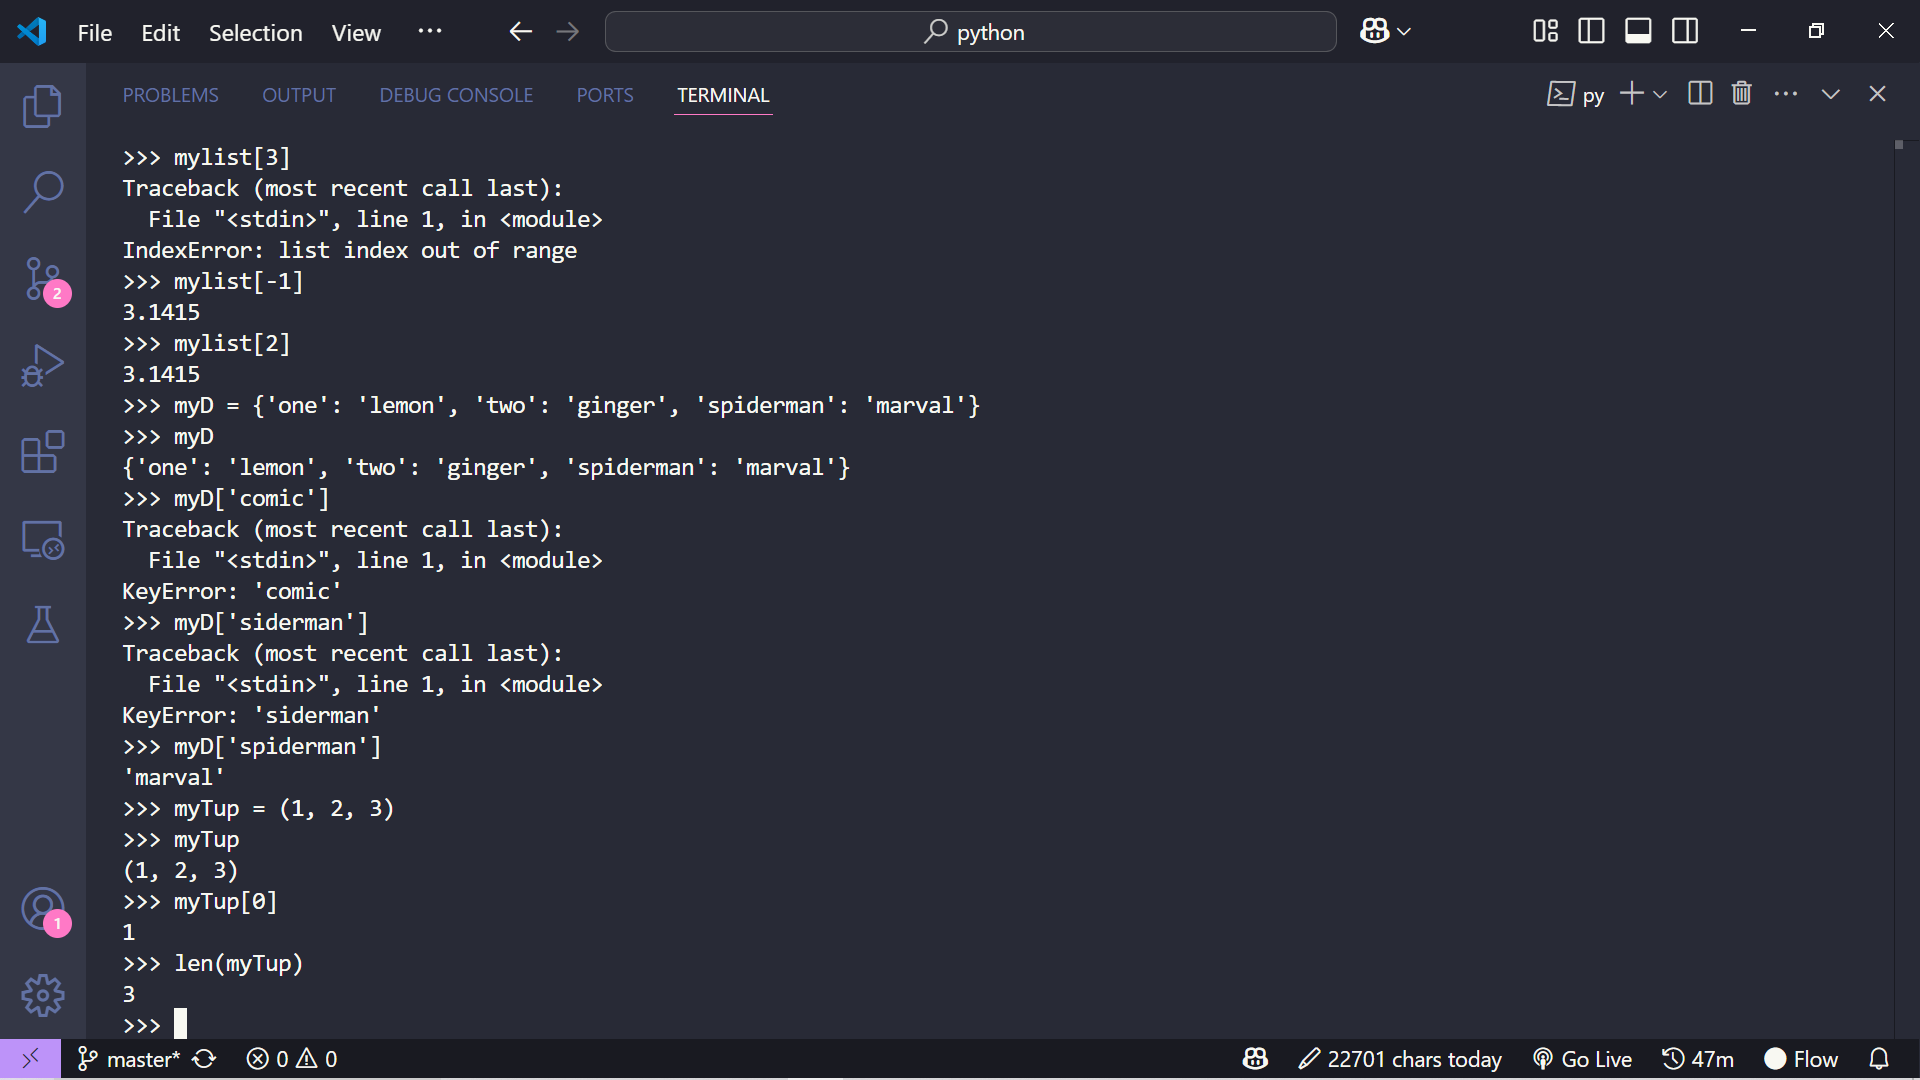 File Edit Selection View ··· python
PROBLEMS OUTPUT DEBUG CONSOLE PORTS TERMINAL py
>>> mylist[3]
Traceback (most recent call last):
  File "<stdin>", line 1, in <module>
IndexError: list index out of range
>>> mylist[-1]
3.1415
>>> mylist[2]
3.1415
>>> myD = {'one': 'lemon', 'two': 'ginger', 'spiderman': 'marval'}
>>> myD
{'one': 'lemon', 'two': 'ginger', 'spiderman': 'marval'}
>>> myD['comic']
Traceback (most recent call last):
  File "<stdin>", line 1, in <module>
KeyError: 'comic'
>>> myD['siderman']
Traceback (most recent call last):
  File "<stdin>", line 1, in <module>
KeyError: 'siderman'
>>> myD['spiderman']
'marval'
>>> myTup = (1, 2, 3)
>>> myTup
(1, 2, 3)
>>> myTup[0]
1
>>> len(myTup)
3
>>>
2
1
master* 0 0 22701 chars today Go Live 47m Flow